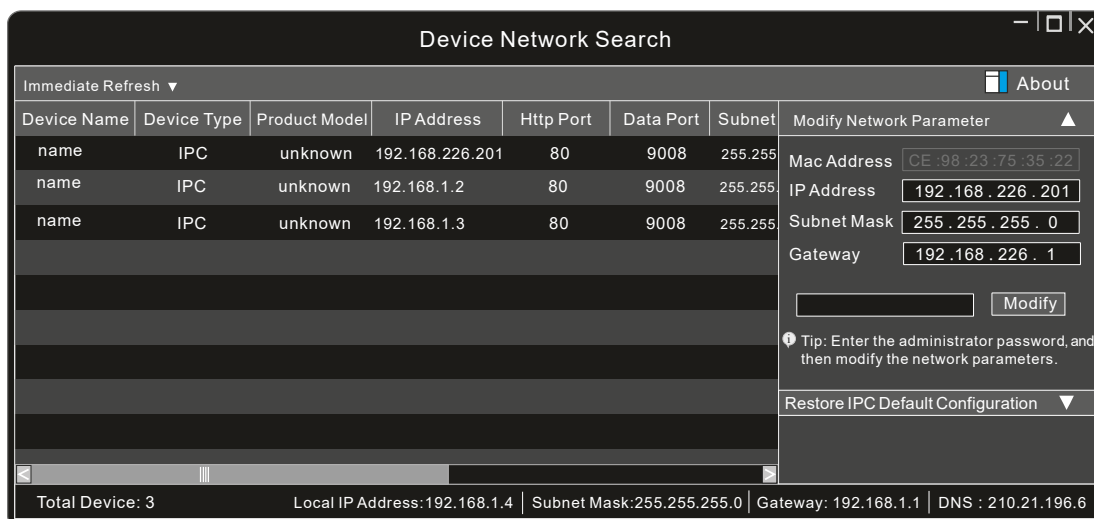 Device Network Search
Immediate Refresh ▼
About
Device Name Device Type Product Model IP Address Http Port Data Port Subnet
name IPC unknown 192.168.226.201 80 9008 255.255
name IPC unknown 192.168.1.2 80 9008 255.255.
name IPC unknown 192.168.1.3 80 9008 255.255.
Modify Network Parameter ▲
Mac Address CE :98 :23 :75 :35 :22
IP Address 192 .168 . 226 . 201
Subnet Mask 255 . 255 . 255 . 0
Gateway 192 .168 . 226 . 1
Modify
Tip: Enter the administrator password, and
then modify the network parameters.
Restore IPC Default Configuration ▼
Total Device: 3 Local IP Address:192.168.1.4 Subnet Mask:255.255.255.0 Gateway: 192.168.1.1 DNS : 210.21.196.6